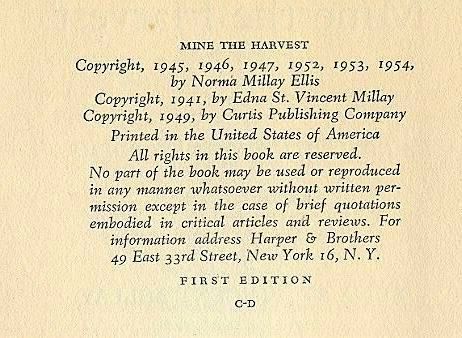 MINE THE HARVEST
Copyright, 1945, 1946, 1947, 1952, 1953, 1954,
by Norma Millay Ellis
Copyright, 1941, by Edna St. Vincent Millay
Copyright, 1949, by Curtis Publishing Company
Printed in the United States of America
All rights in this book are reserved.
No part of the book may be used or reproduced
in any manner whatsoever without written per-
mission except in the case of brief quotations
embodied in critical articles and reviews. For
information address Harper & Brothers
49 East 33rd Street, New York 16, N. Y.
FIRST EDITION
C-D